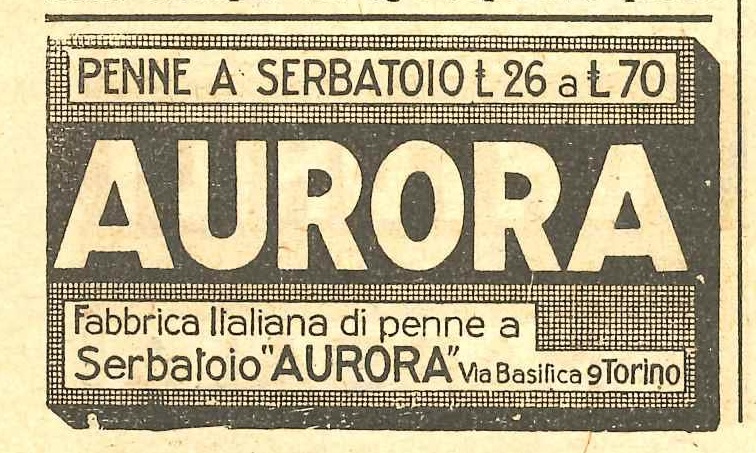 PENNE A SERBATOIO Ł 26 a Ł 70
AURORA
Fabbrica Italiana di penne a
Serbatoio "AURORA" Via Basilica 9 Torino